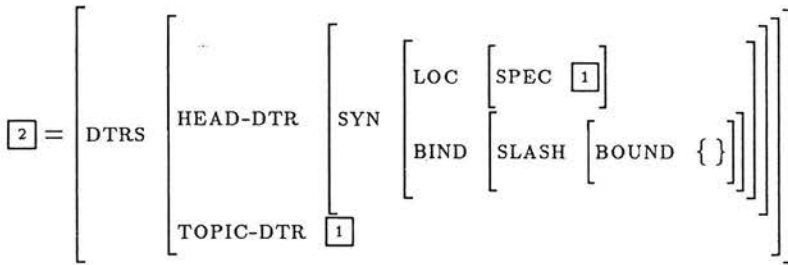 LOC [SPEC [1]]
[2] = [DTRS [HEAD-DTR [SYN [
BIND [SLASH [BOUND { }]]]]]]
TOPIC-DTR [1]